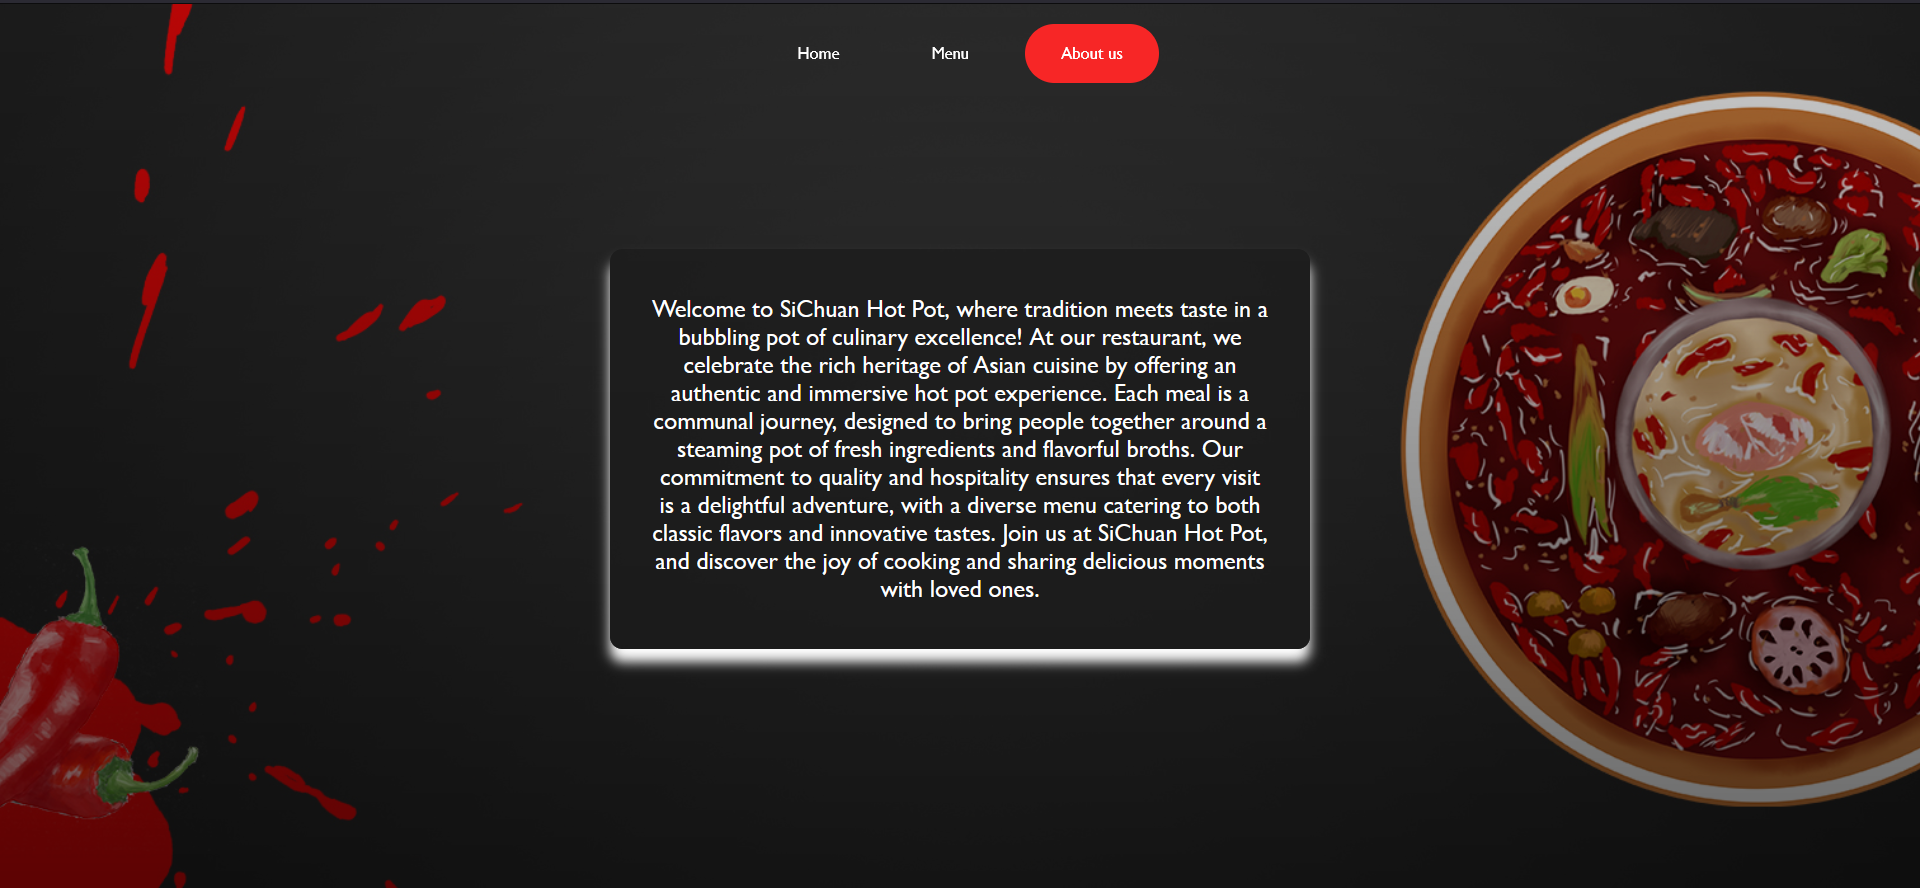 Home
Menu
About us
Welcome to SiChuan Hot Pot, where tradition meets taste in a
bubbling pot of culinary excellence! At our restaurant, we
celebrate the rich heritage of Asian cuisine by offering an
authentic and immersive hot pot experience. Each meal is a
communal journey, designed to bring people together around a
steaming pot of fresh ingredients and flavorful broths. Our
commitment to quality and hospitality ensures that every visit
is a delightful adventure, with a diverse menu catering to both
classic flavors and innovative tastes. Join us at SiChuan Hot Pot,
and discover the joy of cooking and sharing delicious moments
with loved ones.